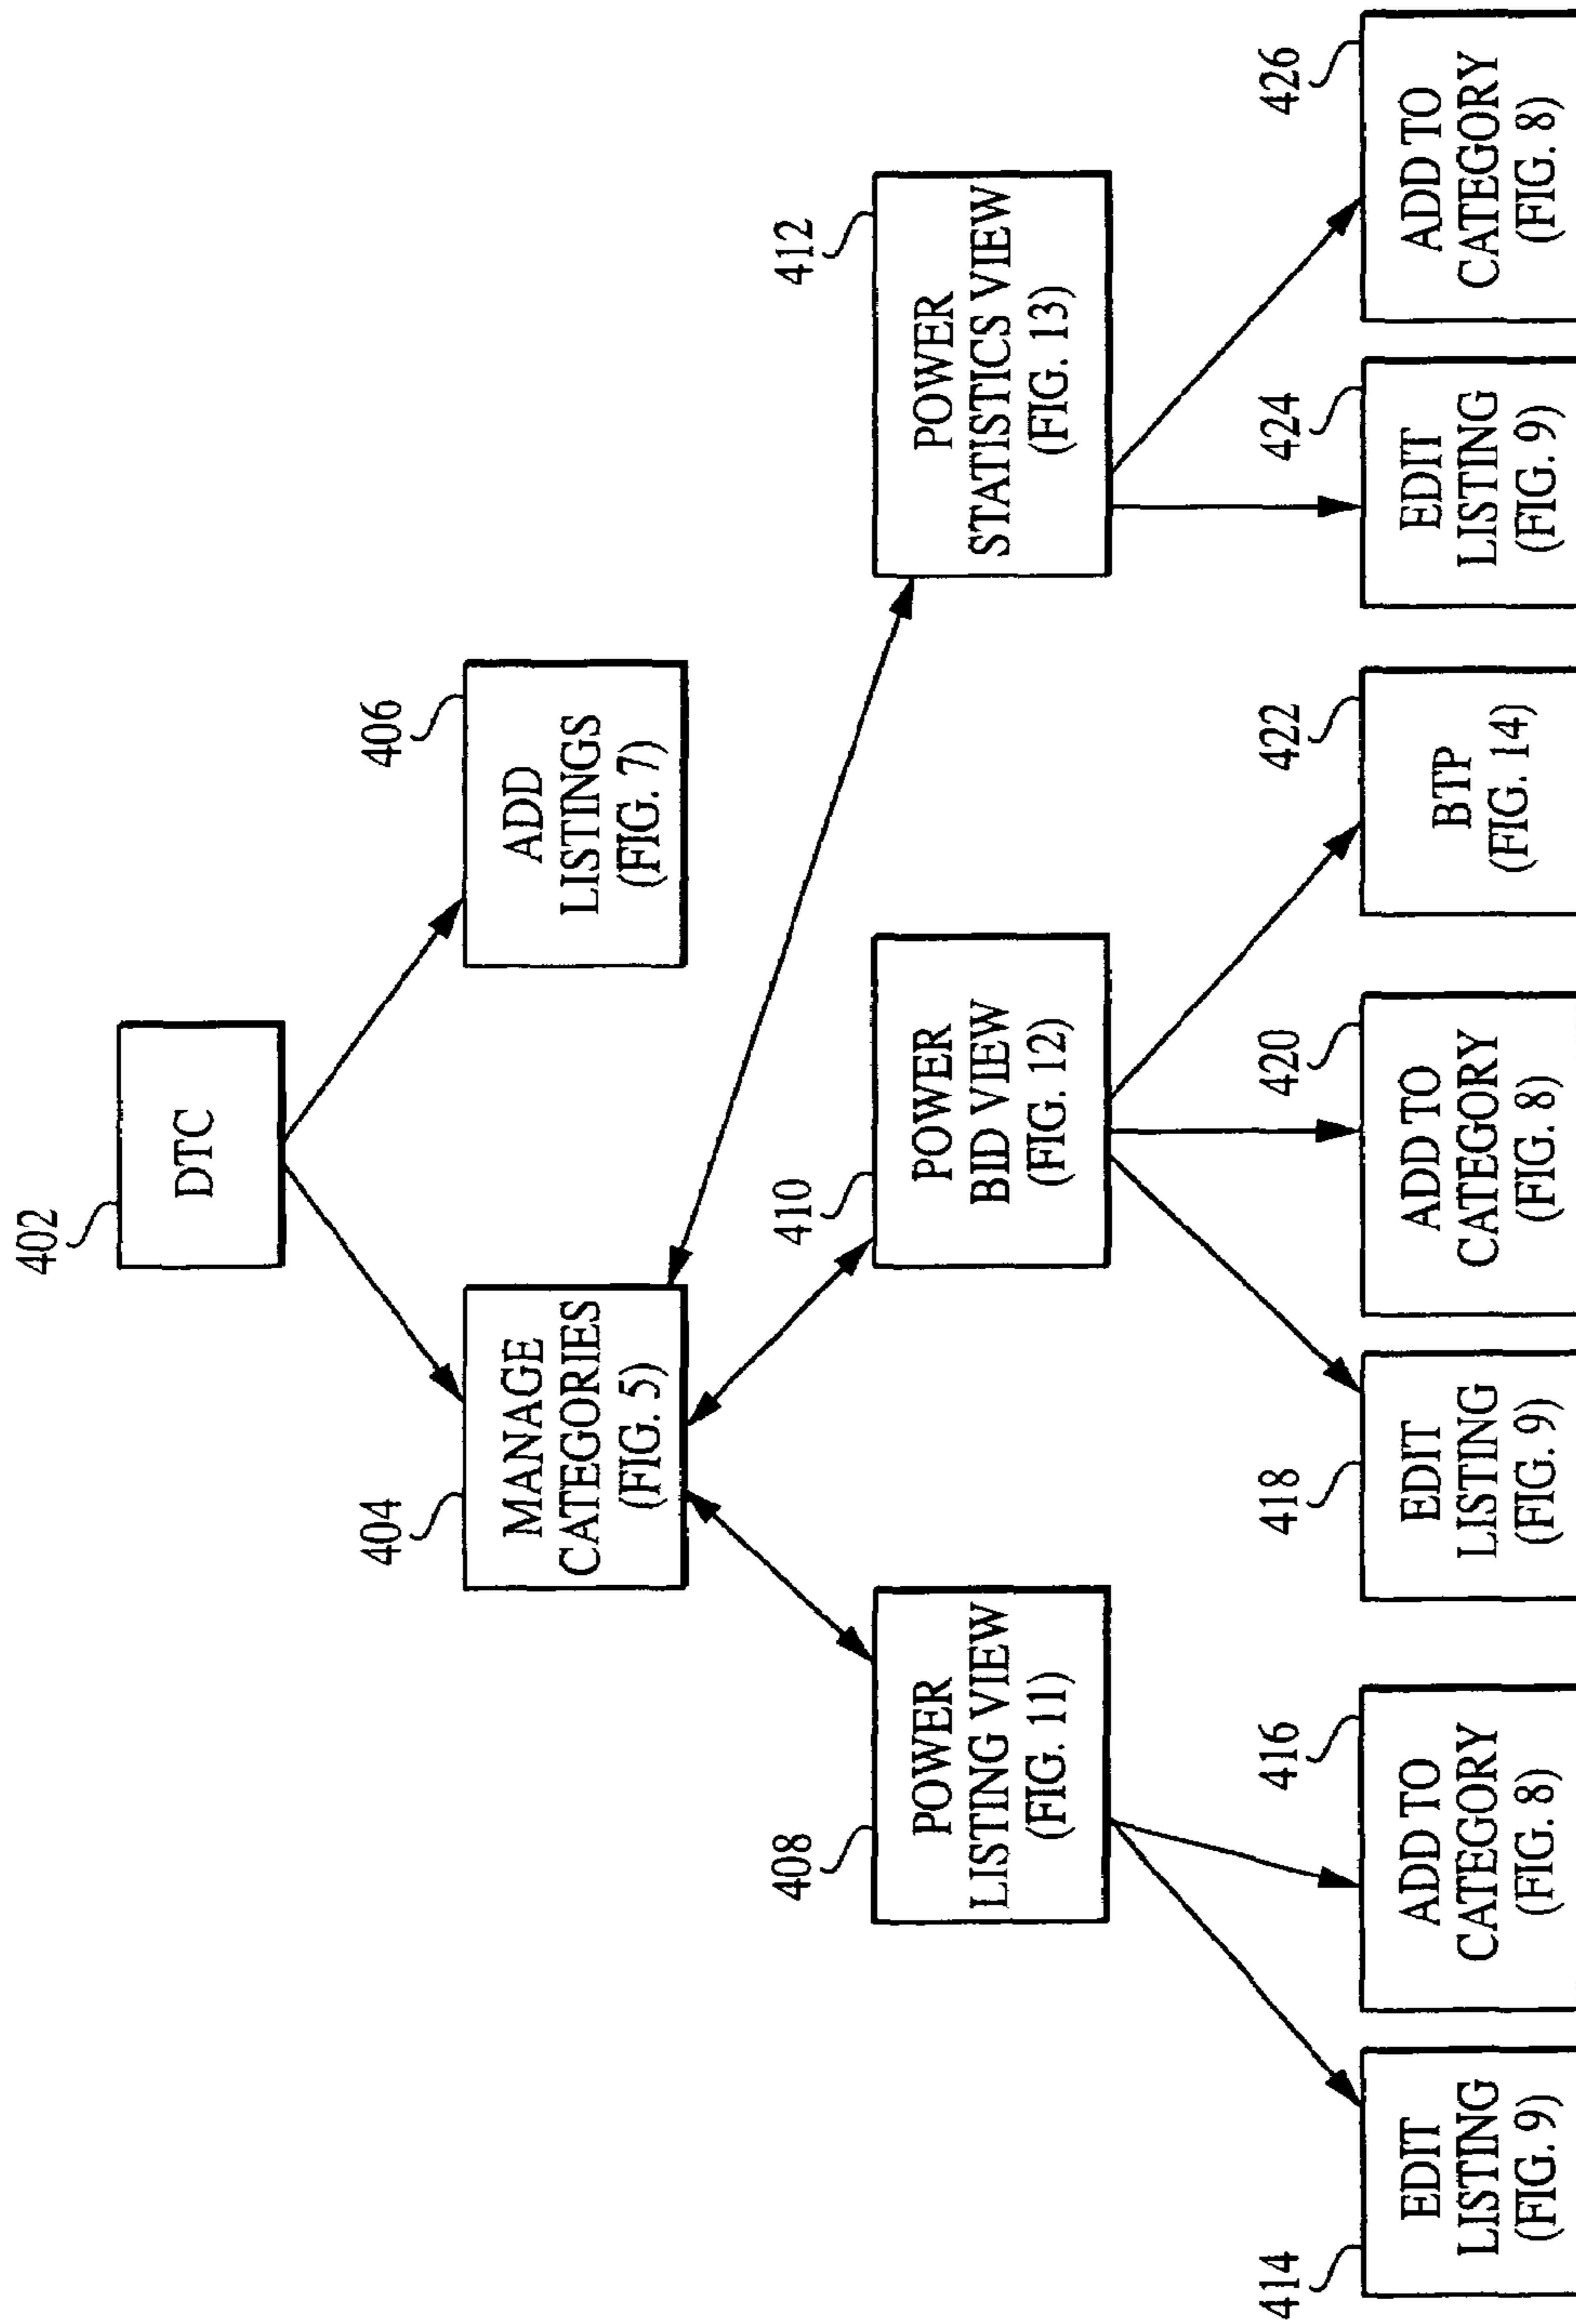 402
DTC
404
MANAGE
CATEGORIES
(FIG. 5)
406
ADD
LISTINGS
(FIG. 7)
408
POWER
LISTING VIEW
(FIG. 11)
410
POWER
BID VIEW
(FIG. 12)
412
POWER
STATISTICS VIEW
(FIG. 13)
414
EDIT
LISTING
(FIG. 9)
416
ADD TO
CATEGORY
(FIG. 8)
418
EDIT
LISTING
(FIG. 9)
420
ADD TO
CATEGORY
(FIG. 8)
422
BTP
(FIG. 14)
424
EDIT
LISTING
(FIG. 9)
426
ADD TO
CATEGORY
(FIG. 8)